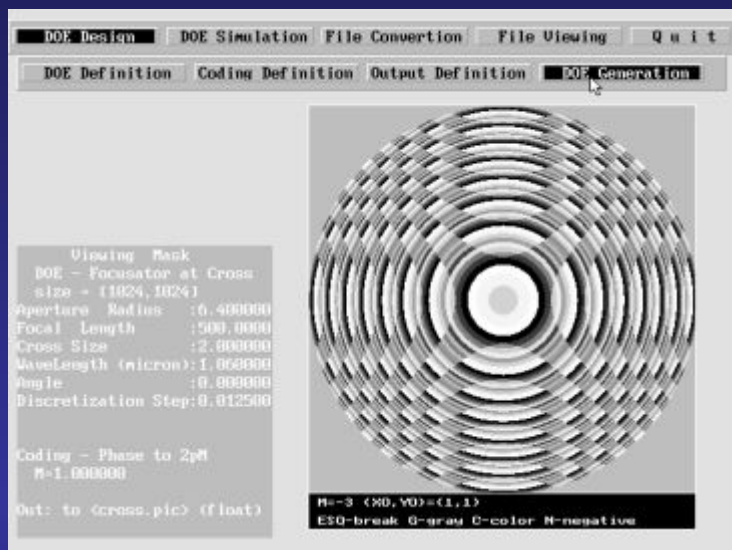 DOE Design DOE Simulation File Convertion File Viewing Q u i t
DOE Definition Coding Definition Output Definition DOE Generation
Viewing Mask
DOE - Focusator at Cross
size = [1024,1024]
Aperture Radius :6.400000
Focal Length :500.0000
Cross Size :2.000000
WaveLength (micron):1.060000
Angle :0.000000
Discretization Step:0.012500
Coding - Phase to 2pM
M=1.000000
Out: to <cross.pic> (float)
M=-3 (X0,Y0)=(1,1)
ESQ-break G-gray C-color N-negative